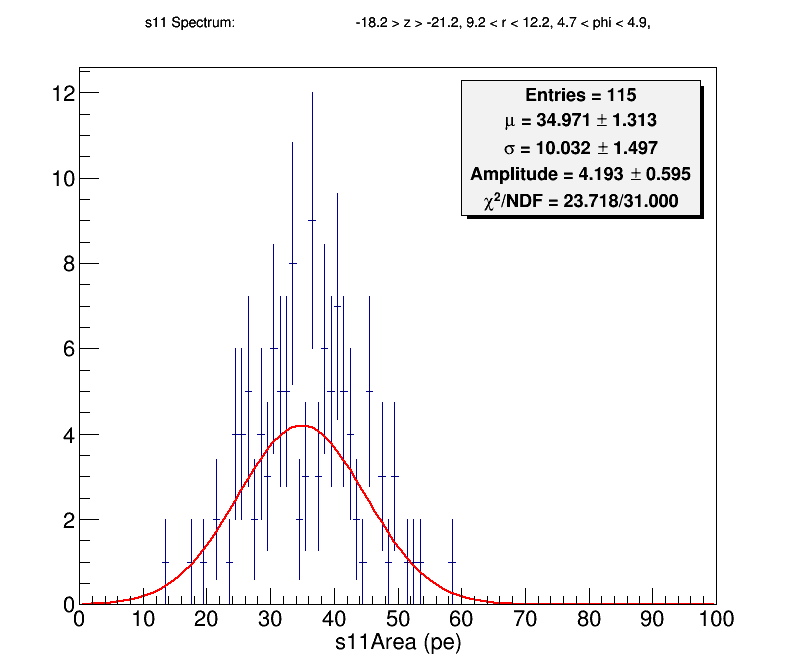 s11 Spectrum: -18.2 > z > -21.2, 9.2 < r < 12.2, 4.7 < phi < 4.9,
Entries = 115
μ = 34.971 ± 1.313
σ = 10.032 ± 1.497
Amplitude = 4.193 ± 0.595
χ²/NDF = 23.718/31.000
12
10
8
6
4
2
0
0 10 20 30 40 50 60 70 80 90 100
s11Area (pe)